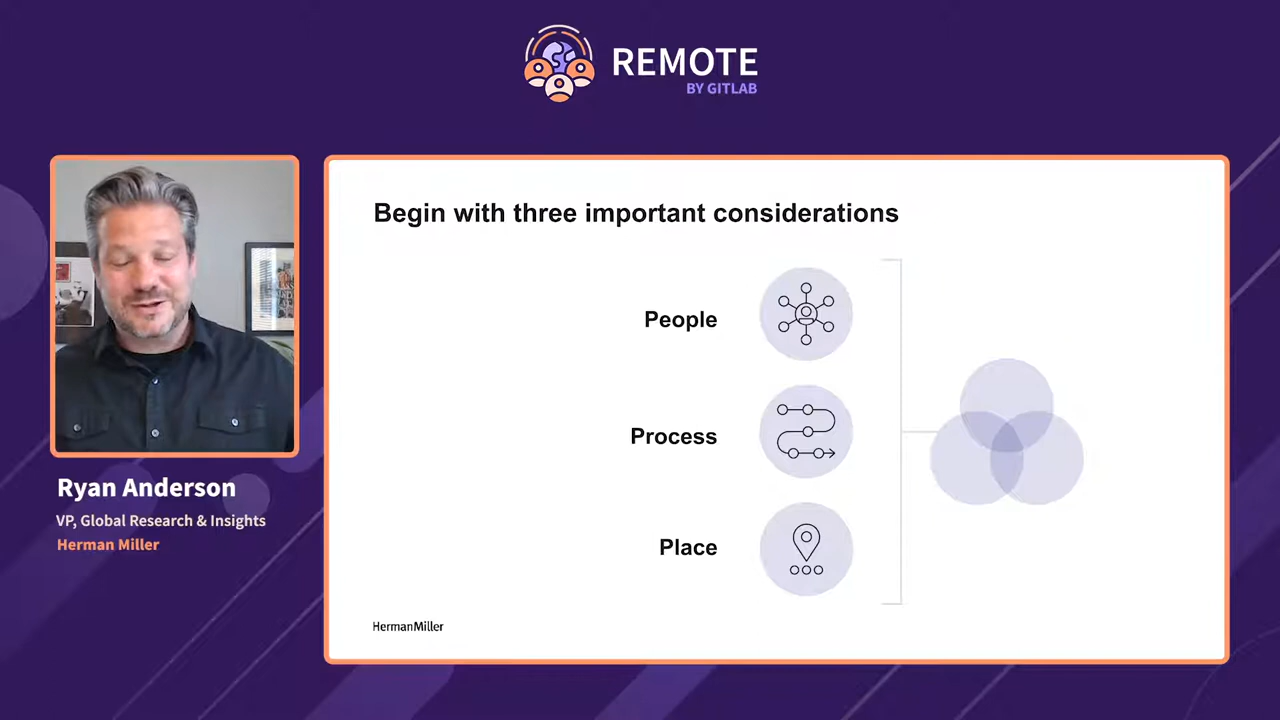 REMOTE
BY GITLAB
Begin with three important considerations
People
Process
Place
HermanMiller
Ryan Anderson
VP, Global Research & Insights
Herman Miller